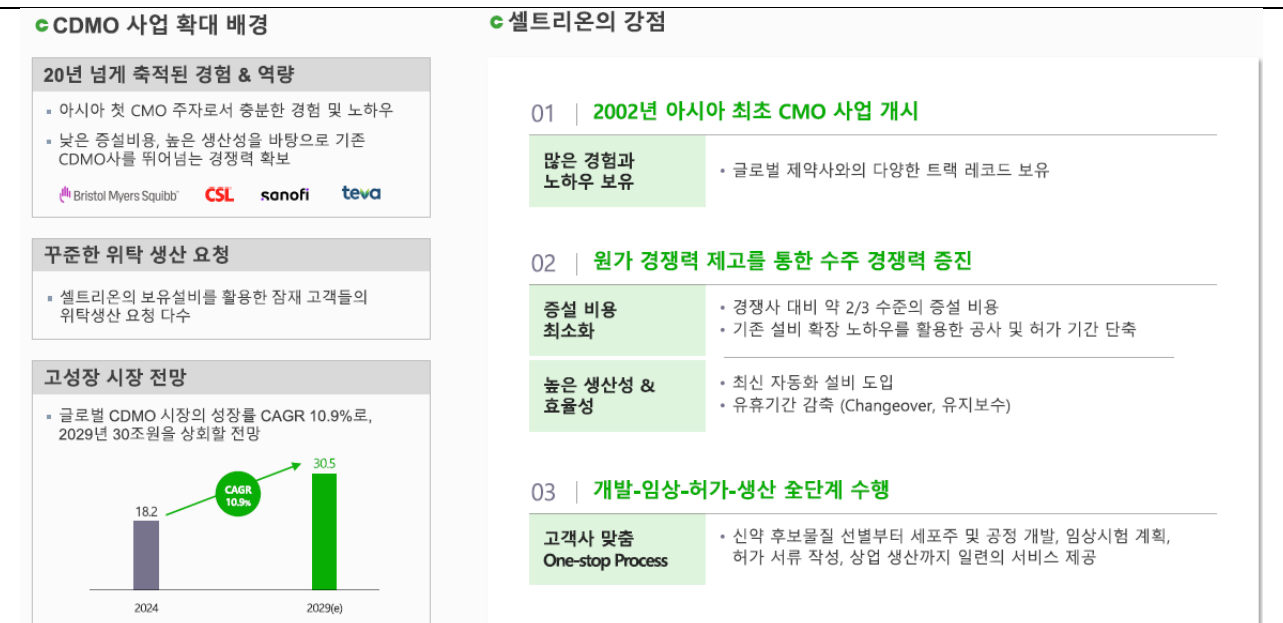 CDMO 사업 확대 배경
20년 넘게 축적된 경험 & 역량
▪ 아시아 첫 CMO 주자로서 충분한 경험 및 노하우
▪ 낮은 증설비용, 높은 생산성을 바탕으로 기존
CDMO사를 뛰어넘는 경쟁력 확보
Bristol Myers Squibb™ CSL sanofi teva
꾸준한 위탁 생산 요청
▪ 셀트리온의 보유설비를 활용한 잠재 고객들의
위탁생산 요청 다수
고성장 시장 전망
▪ 글로벌 CDMO 시장의 성장률 CAGR 10.9%로,
2029년 30조원을 상회할 전망
30.5
CAGR
10.9%
18.2
2024
2029(e)
셀트리온의 강점
01 | 2002년 아시아 최초 CMO 사업 개시
많은 경험과
노하우 보유
• 글로벌 제약사와의 다양한 트랙 레코드 보유
02 | 원가 경쟁력 제고를 통한 수주 경쟁력 증진
증설 비용
최소화
• 경쟁사 대비 약 2/3 수준의 증설 비용
• 기존 설비 확장 노하우를 활용한 공사 및 허가 기간 단축
높은 생산성 &
효율성
• 최신 자동화 설비 도입
• 유휴기간 감축 (Changeover, 유지보수)
03 | 개발-임상-허가-생산 全단계 수행
고객사 맞춤
One-stop Process
• 신약 후보물질 선별부터 세포주 및 공정 개발, 임상시험 계획,
허가 서류 작성, 상업 생산까지 일련의 서비스 제공